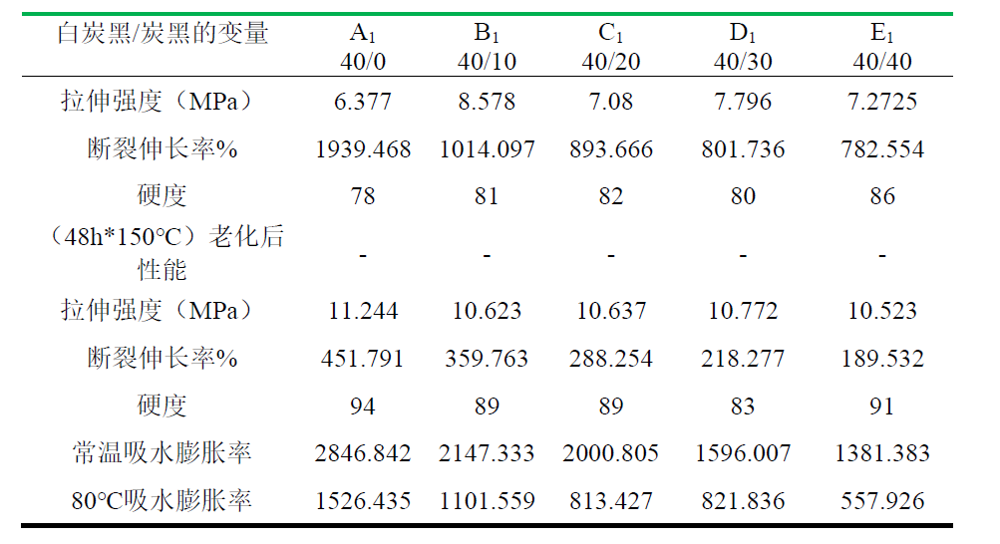 白炭黑/炭黑的变量 A1 B1 C1 D1 E1
40/0 40/10 40/20 40/30 40/40
拉伸强度（MPa） 6.377 8.578 7.08 7.796 7.2725
断裂伸长率% 1939.468 1014.097 893.666 801.736 782.554
硬度 78 81 82 80 86
（48h*150℃）老化后
性能 - - - - -
拉伸强度（MPa） 11.244 10.623 10.637 10.772 10.523
断裂伸长率% 451.791 359.763 288.254 218.277 189.532
硬度 94 89 89 83 91
常温吸水膨胀率 2846.842 2147.333 2000.805 1596.007 1381.383
80℃吸水膨胀率 1526.435 1101.559 813.427 821.836 557.926